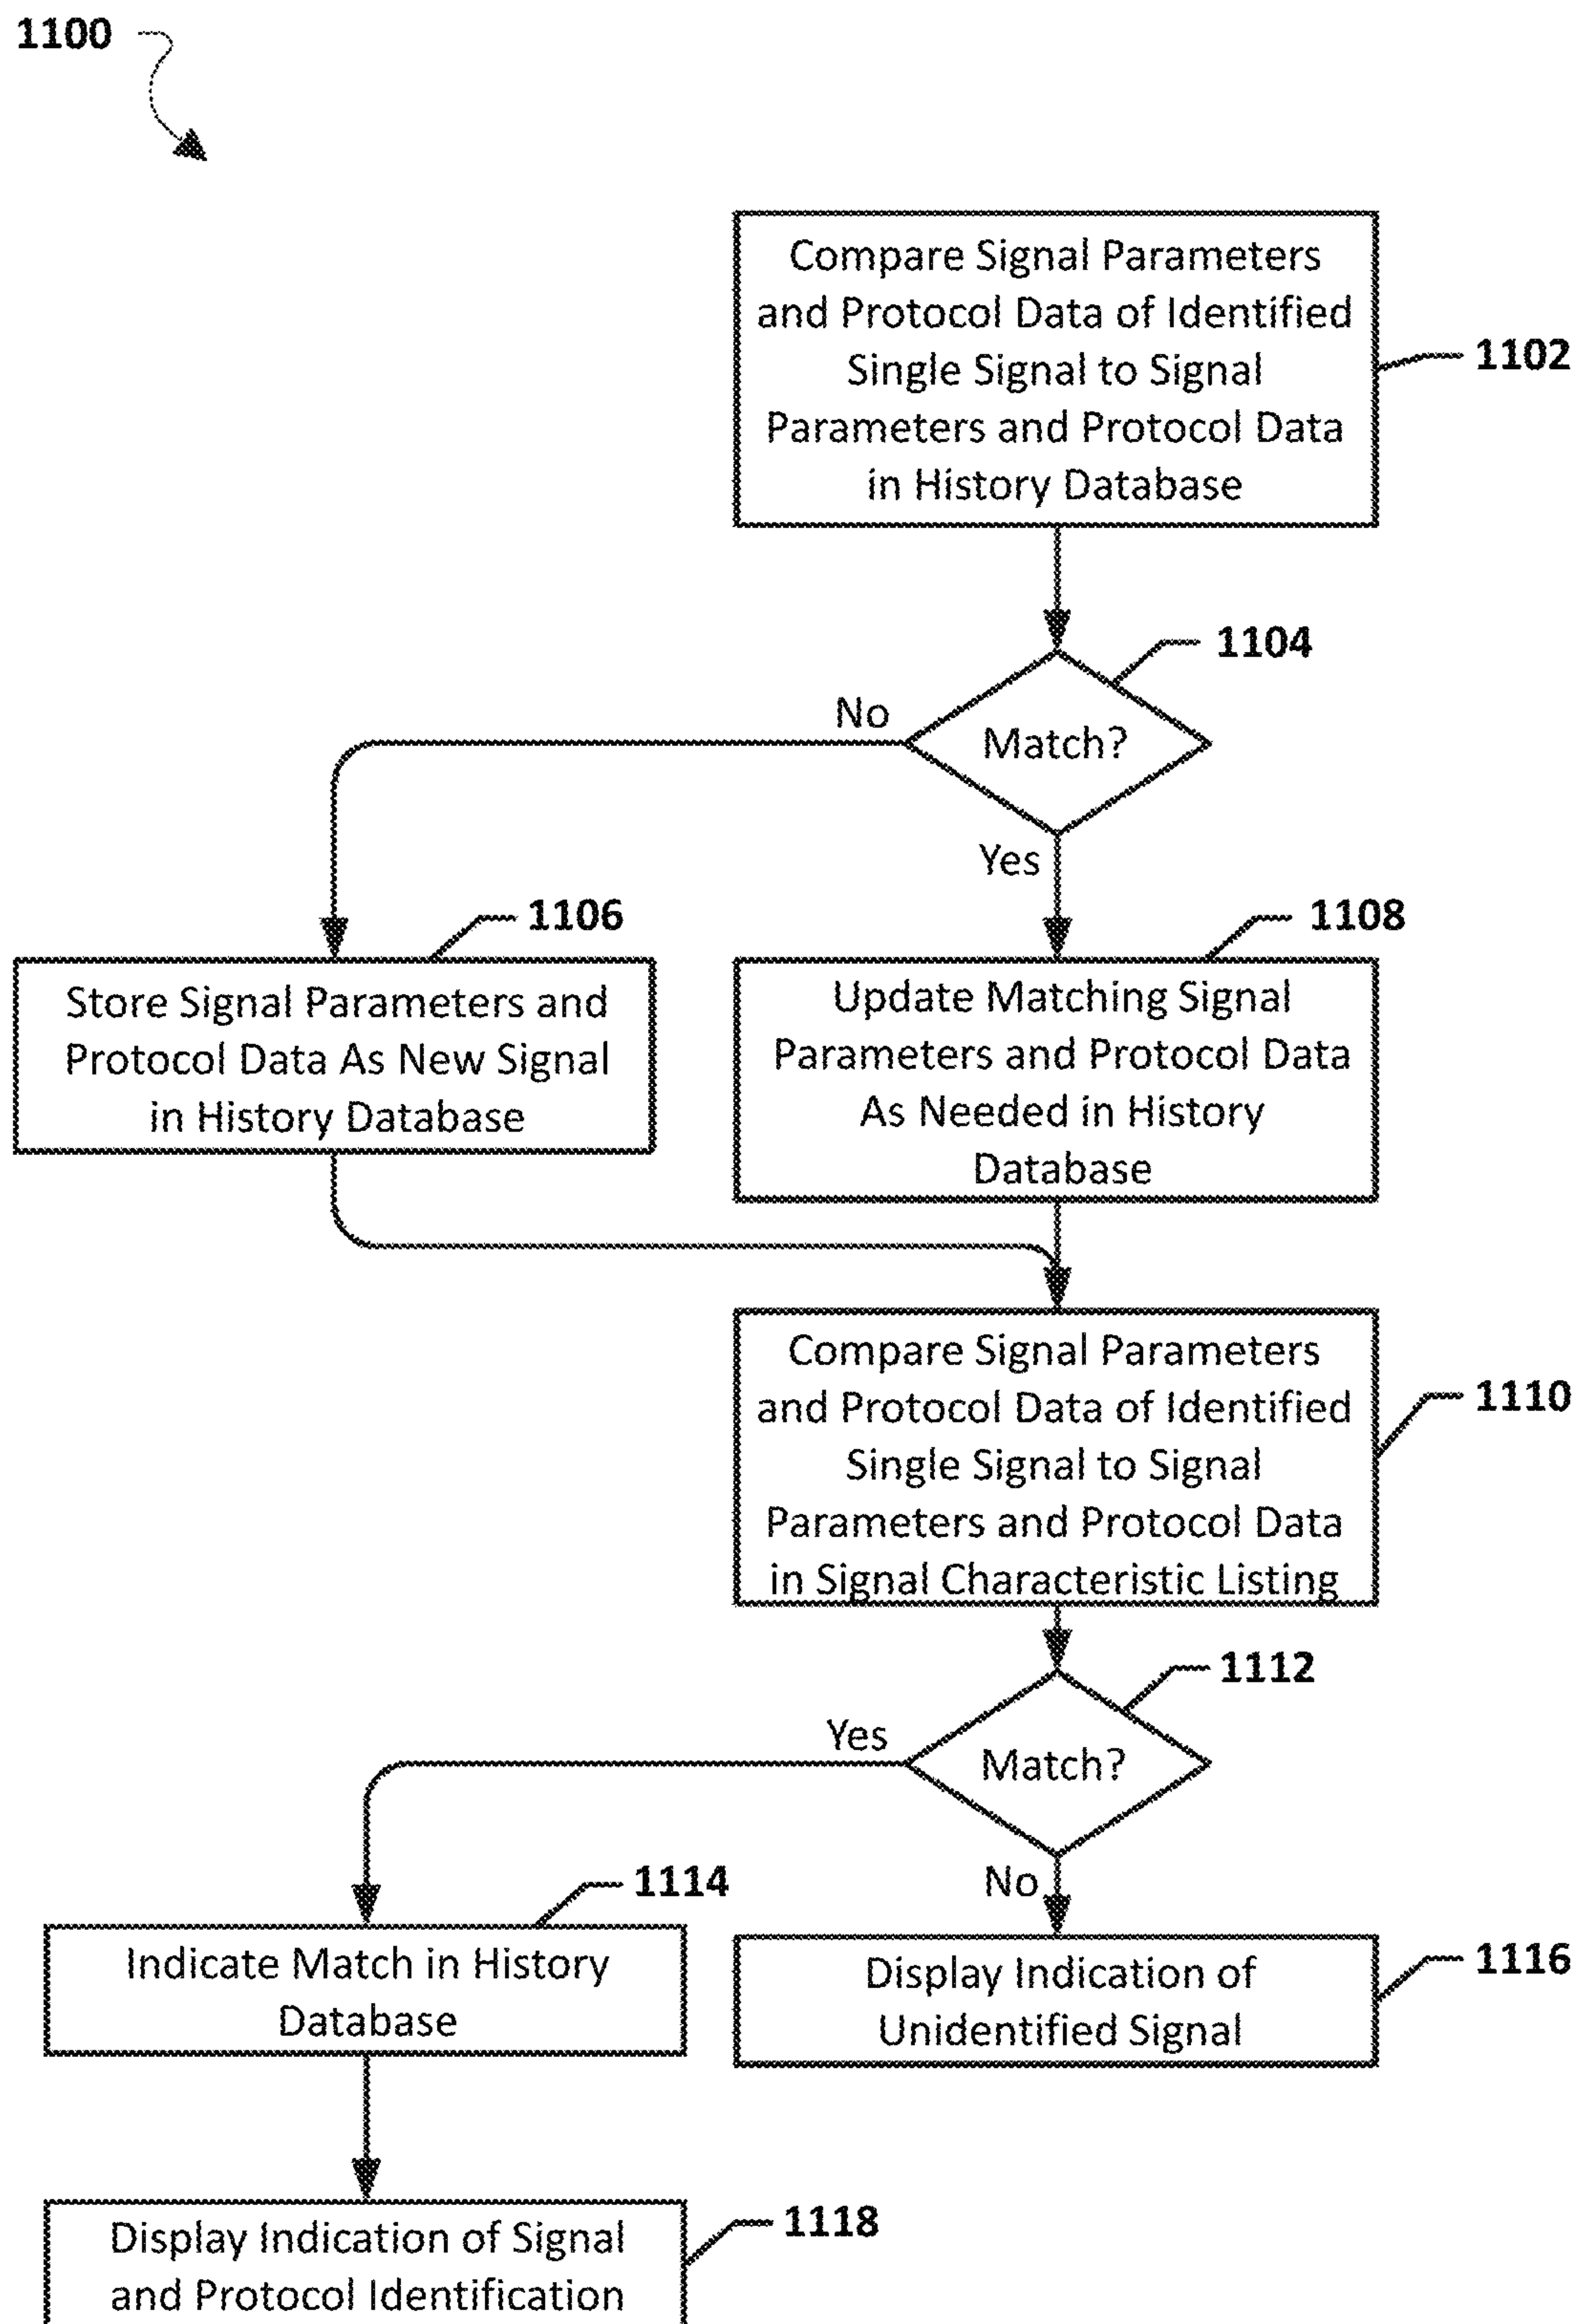 1100
Compare Signal Parameters
and Protocol Data of Identified
Single Signal to Signal
Parameters and Protocol Data
in History Database
1102
1104
No
Match?
Yes
1106
1108
Store Signal Parameters and
Protocol Data As New Signal
in History Database
Update Matching Signal
Parameters and Protocol Data
As Needed in History
Database
Compare Signal Parameters
and Protocol Data of Identified
Single Signal to Signal
Parameters and Protocol Data
in Signal Characteristic Listing
1110
1112
Yes
Match?
No
1114
Indicate Match in History
Database
Display Indication of
Unidentified Signal
1116
Display Indication of Signal
and Protocol Identification
1118